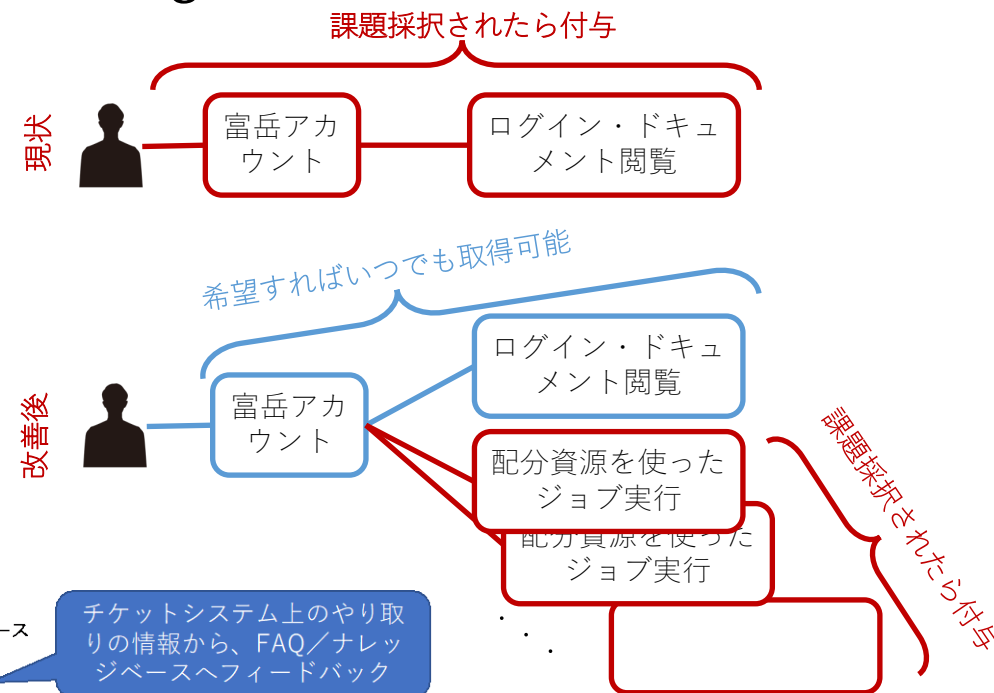 課題採択されたら付与
現状
富岳アカ
ウント
ログイン・ドキュ
メント閲覧
希望すればいつでも取得可能
改善後
富岳アカ
ウント
ログイン・ドキュ
メント閲覧
配分資源を使った
ジョブ実行
配分資源を使った
ジョブ実行
課題採択されたら付与
ース
チケットシステム上のやり取
りの情報から、FAQ／ナレッ
ジベースへフィードバック